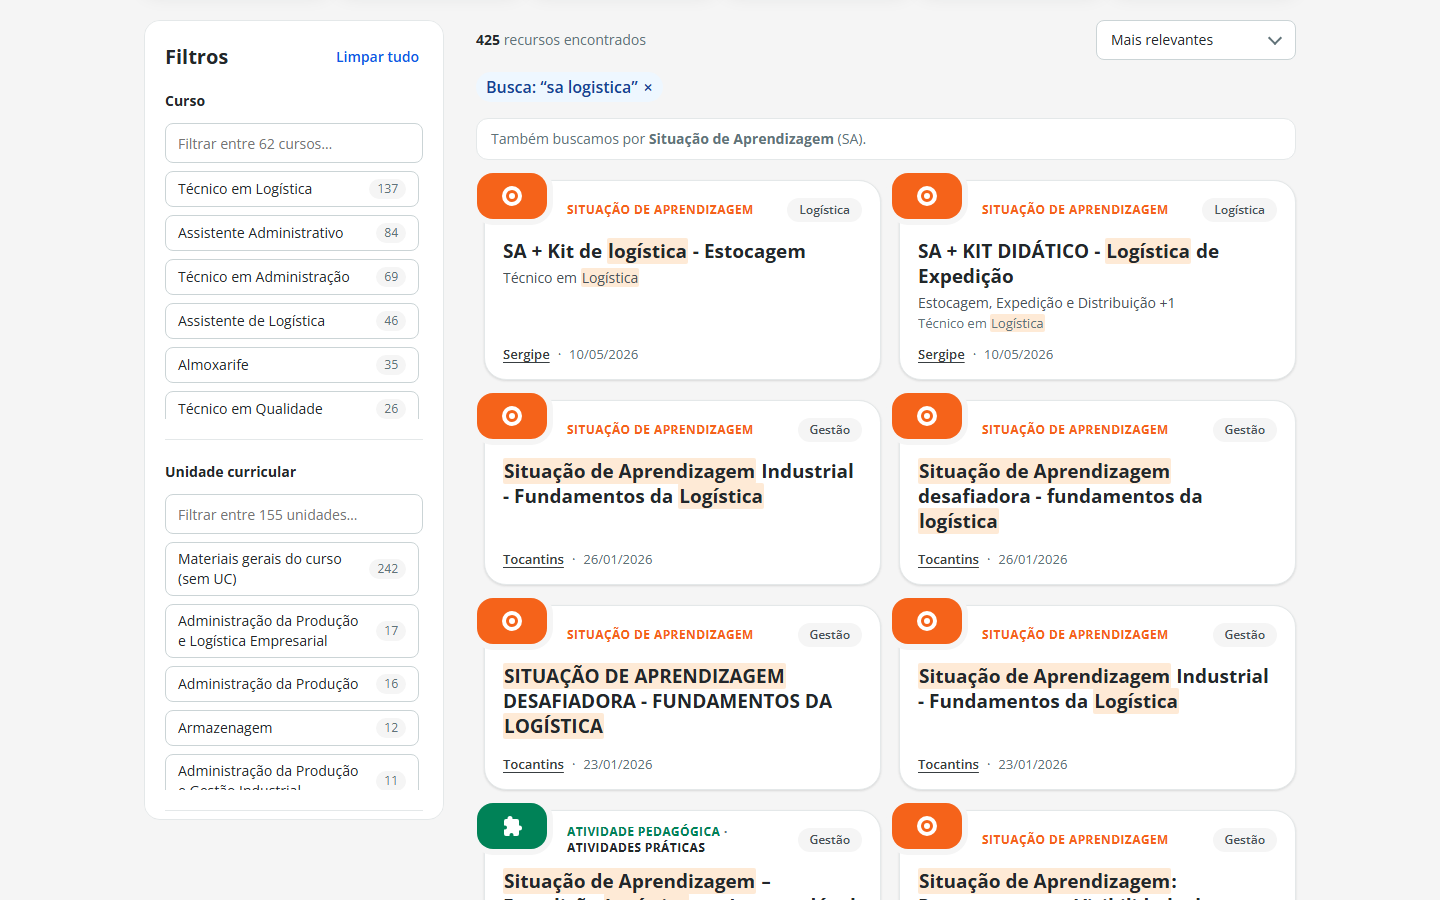 Filtros
Limpar tudo
Curso
Filtrar entre 62 cursos...
Técnico em Logística 137
Assistente Administrativo 84
Técnico em Administração 69
Assistente de Logística 46
Almoxarife 35
Técnico em Qualidade 26
Unidade curricular
Filtrar entre 155 unidades...
Materiais gerais do curso
(sem UC) 242
Administração da Produção
e Logística Empresarial 17
Administração da Produção 16
Armazenagem 12
Administração da Produção
e Gestão Industrial 11
425 recursos encontrados
Mais relevantes
Busca: “sa logistica” ×
Também buscamos por Situação de Aprendizagem (SA).
SITUAÇÃO DE APRENDIZAGEM
Logística
SA + Kit de logística - Estocagem
Técnico em Logística
Sergipe · 10/05/2026
SITUAÇÃO DE APRENDIZAGEM
Logística
SA + KIT DIDÁTICO - Logística de
Expedição
Estocagem, Expedição e Distribuição +1
Técnico em Logística
Sergipe · 10/05/2026
SITUAÇÃO DE APRENDIZAGEM
Gestão
Situação de Aprendizagem Industrial
- Fundamentos da Logística
Tocantins · 26/01/2026
SITUAÇÃO DE APRENDIZAGEM
Gestão
Situação de Aprendizagem
desafiadora - fundamentos da
logística
Tocantins · 26/01/2026
SITUAÇÃO DE APRENDIZAGEM
Gestão
SITUAÇÃO DE APRENDIZAGEM
DESAFIADORA - FUNDAMENTOS DA
LOGÍSTICA
Tocantins · 23/01/2026
SITUAÇÃO DE APRENDIZAGEM
Gestão
Situação de Aprendizagem Industrial
- Fundamentos da Logística
Tocantins · 23/01/2026
ATIVIDADE PEDAGÓGICA ·
ATIVIDADES PRÁTICAS
Gestão
Situação de Aprendizagem –
SITUAÇÃO DE APRENDIZAGEM
Gestão
Situação de Aprendizagem: